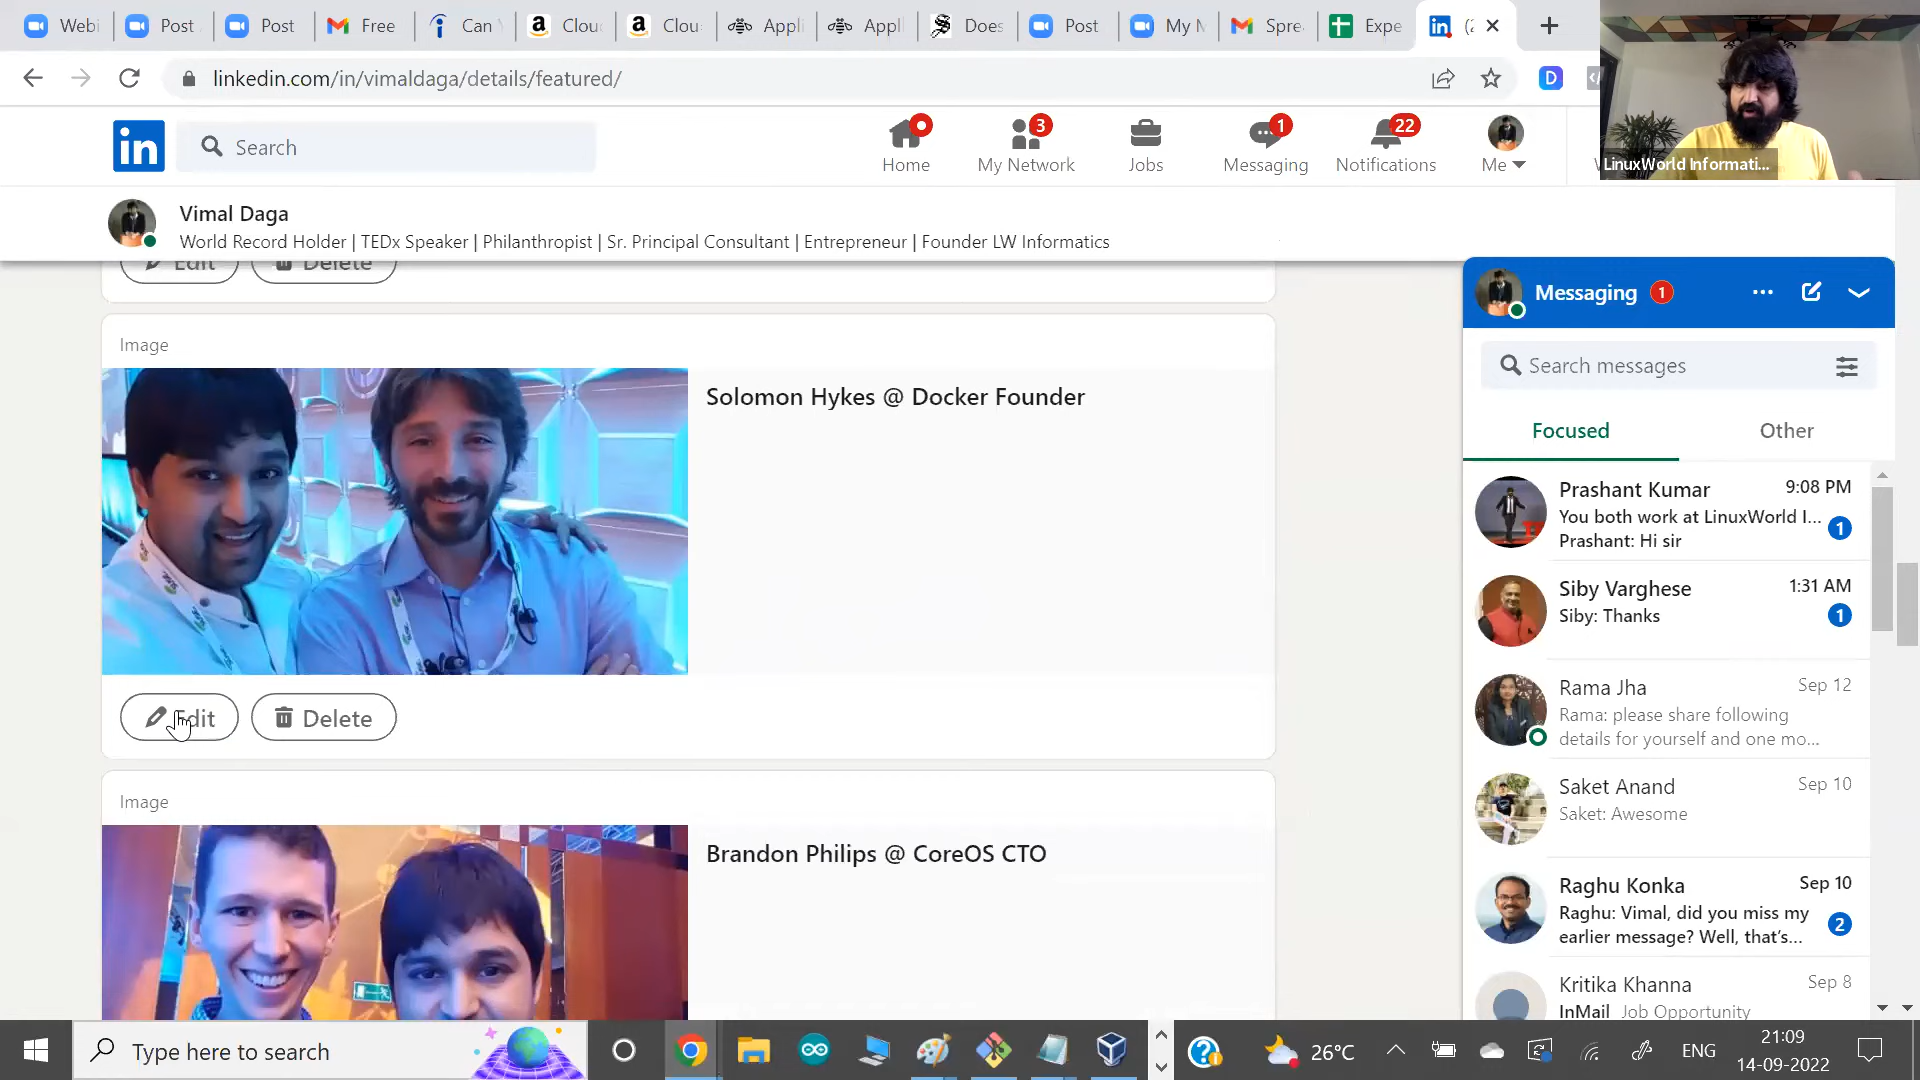 Webi
Post
Post
Free
Can
Clou
Clou
Appli
Appli
Does
Post
My M
Spre
Expe
linkedin.com/in/vimaldaga/details/featured/
D
in
Search
Home
3
My Network
Jobs
1
Messaging
22
Notifications
Me
LinuxWorld Informati...
Vimal Daga
World Record Holder | TEDx Speaker | Philanthropist | Sr. Principal Consultant | Entrepreneur | Founder LW Informatics
Edit
Delete
Image
Solomon Hykes @ Docker Founder
Edit
Delete
Image
Brandon Philips @ CoreOS CTO
Messaging 1
Search messages
Focused
Other
Prashant Kumar
9:08 PM
You both work at LinuxWorld I...
1
Prashant: Hi sir
Siby Varghese
1:31 AM
Siby: Thanks
1
Rama Jha
Sep 12
Rama: please share following
details for yourself and one mo...
Saket Anand
Sep 10
Saket: Awesome
Raghu Konka
Sep 10
Raghu: Vimal, did you miss my
earlier message? Well, that's...
2
Kritika Khanna
Sep 8
InMail Job Opportunity
Type here to search
26°C
ENG
21:09
14-09-2022